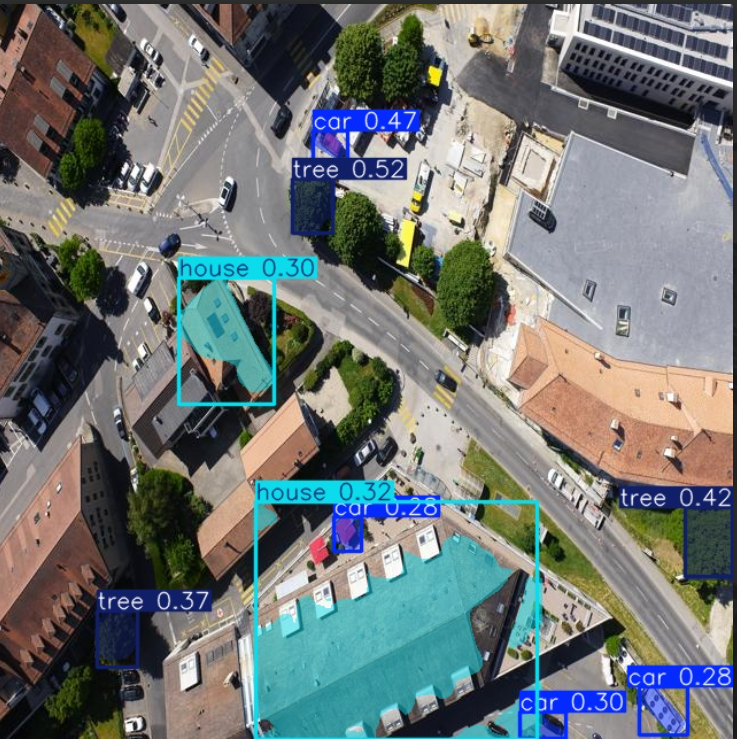 car 0.47
tree 0.52
house 0.30
house 0.32
car 0.28
tree 0.42
tree 0.37
car 0.28
car 0.30